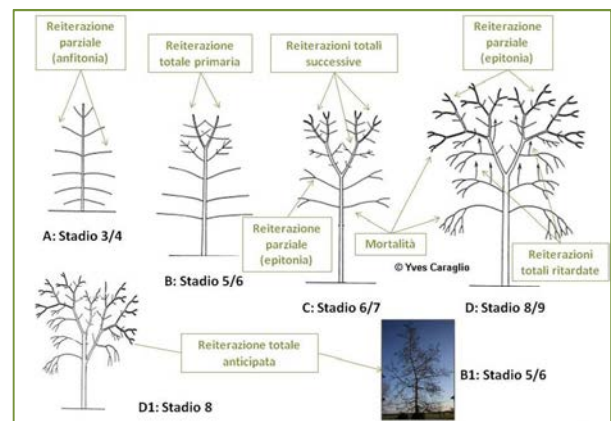 Reiterazione
parziale
(anfitonia)
Reiterazione
totale primaria
Reiterazioni totali
successive
Reiterazione
parziale
(epitonia)
A: Stadio 3/4
B: Stadio 5/6
Reiterazione
parziale
(epitonia)
C: Stadio 6/7
Mortalità
© Yves Caraglio
Reiterazioni
totali ritardate
D: Stadio 8/9
Reiterazione totale
anticipata
D1: Stadio 8
B1: Stadio 5/6